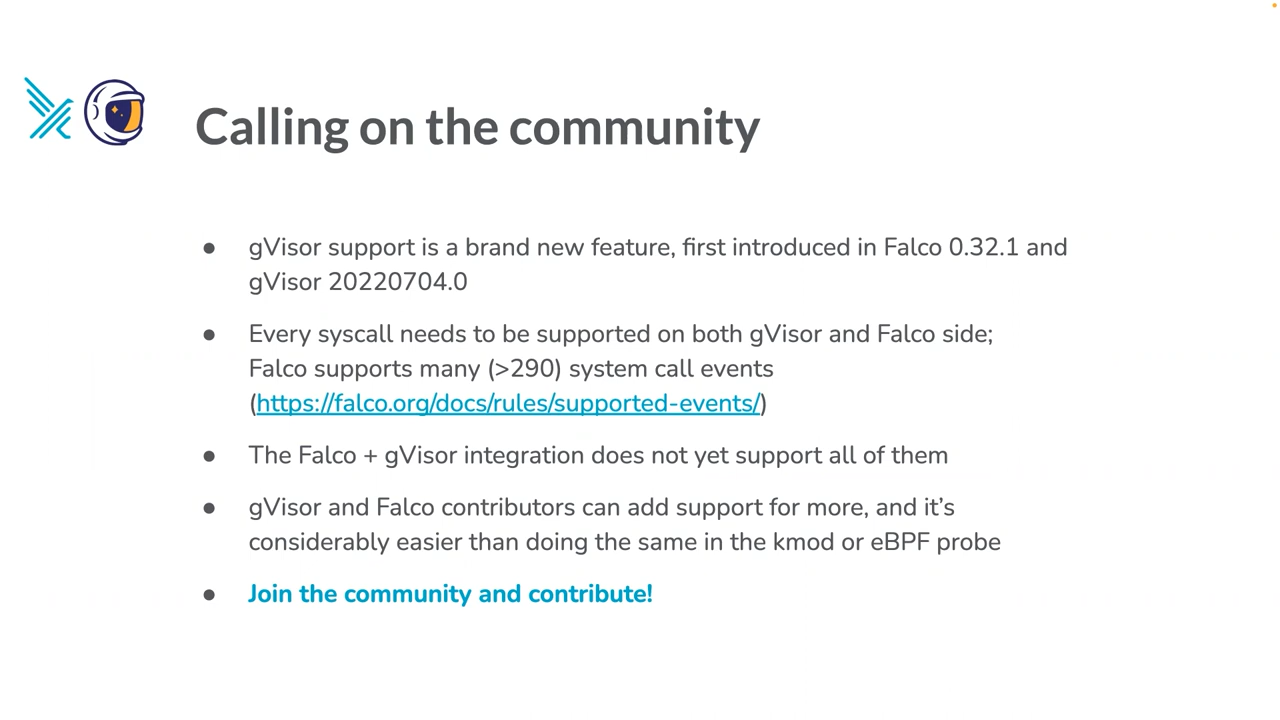 Calling on the community
● gVisor support is a brand new feature, first introduced in Falco 0.32.1 and
gVisor 20220704.0
● Every syscall needs to be supported on both gVisor and Falco side;
Falco supports many (>290) system call events
(https://falco.org/docs/rules/supported-events/)
● The Falco + gVisor integration does not yet support all of them
● gVisor and Falco contributors can add support for more, and it’s
considerably easier than doing the same in the kmod or eBPF probe
● Join the community and contribute!